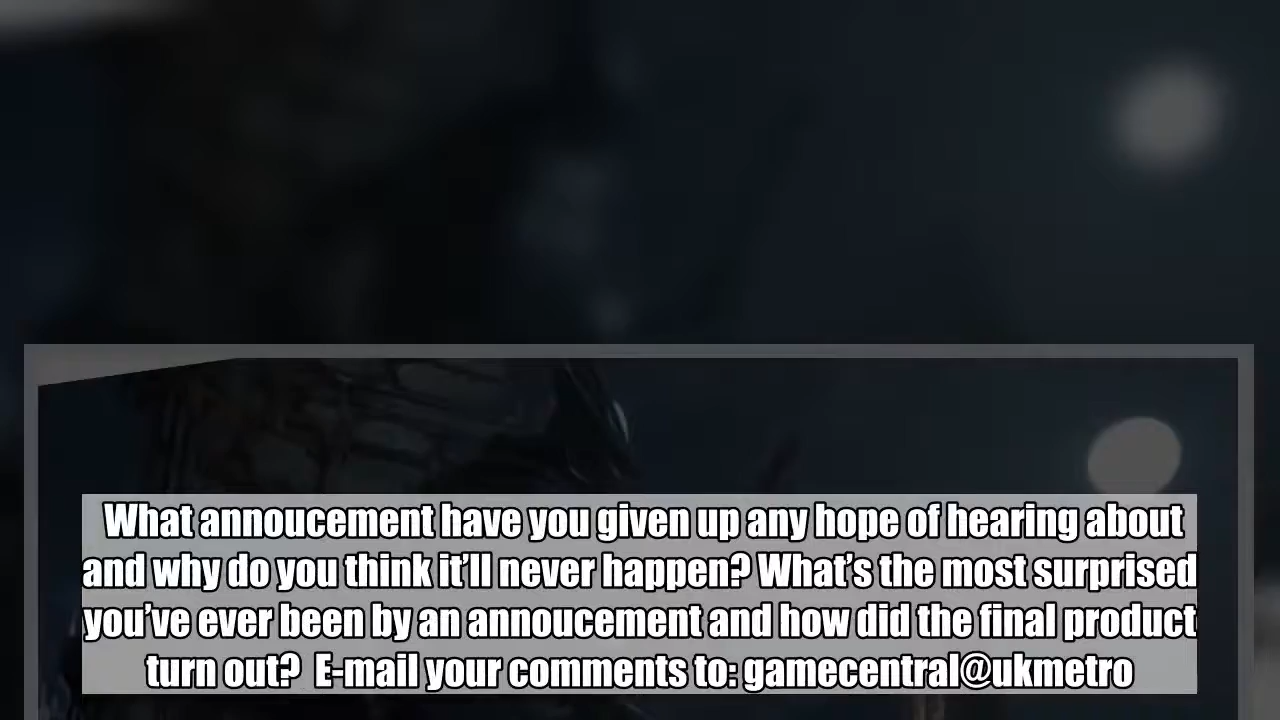 What annoucement have you given up any hope of hearing about
and why do you think it’ll never happen? What’s the most surprised
you’ve ever been by an annoucement and how did the final product
turn out?  E-mail your comments to: gamecentral@ukmetro